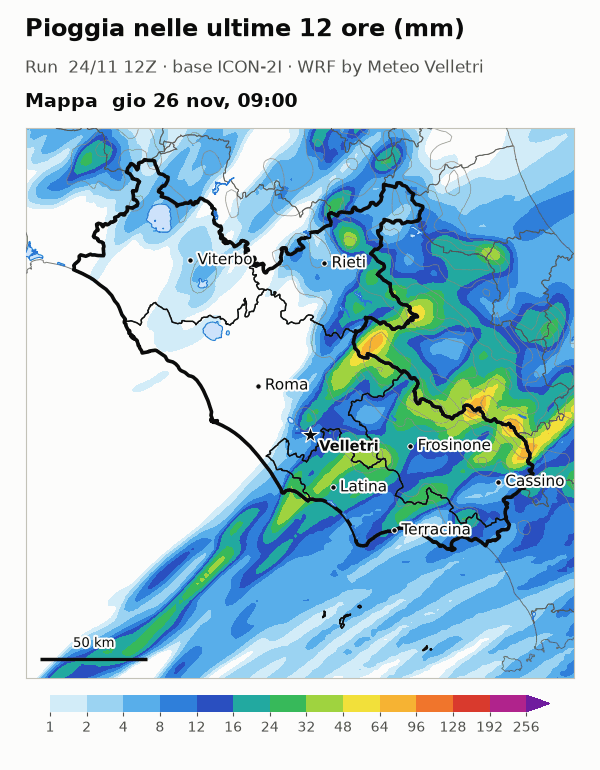 Pioggia nelle ultime 12 ore (mm)
Run  24/11 12Z · base ICON-2I · WRF by Meteo Velletri
Mappa  gio 26 nov, 09:00
Viterbo
Rieti
Roma
Velletri
Frosinone
Latina
Cassino
Terracina
50 km
1 2 4 8 12 16 24 32 48 64 96 128 192 256